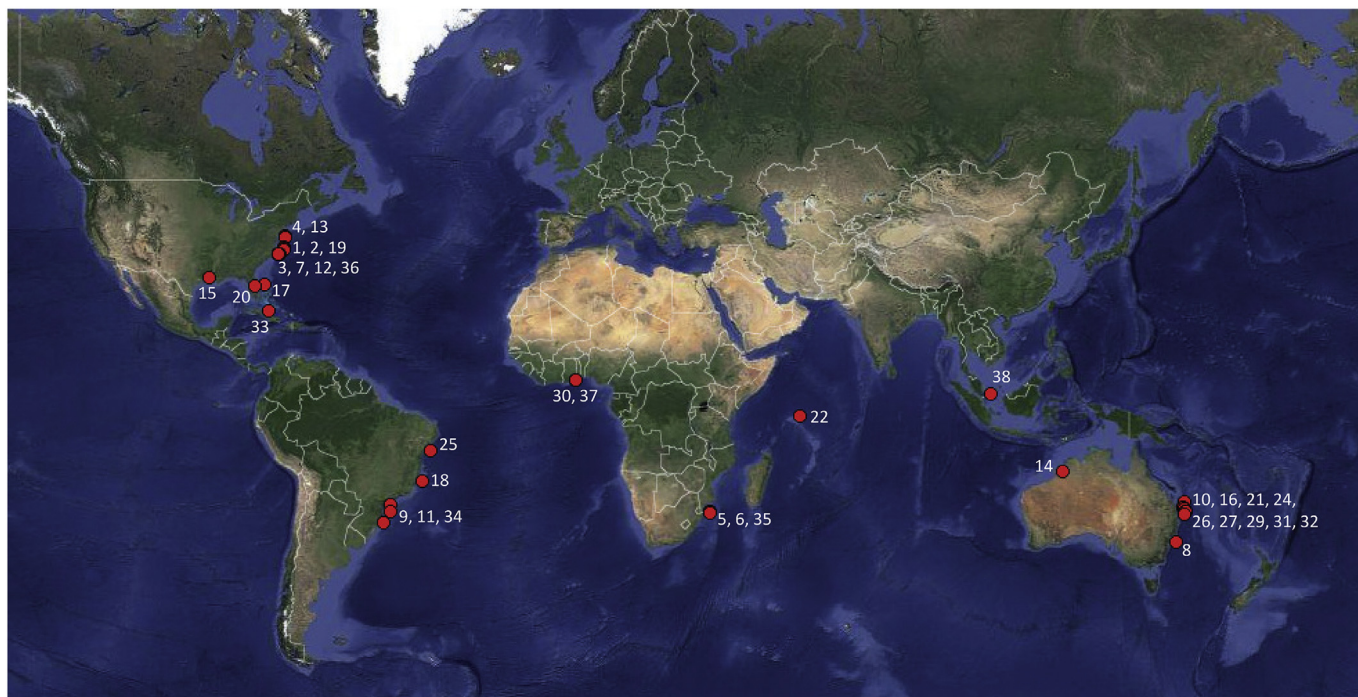 4, 13
1, 2, 19
3, 7, 12, 36
15
20
17
33
38
30, 37
22
25
14
18
10, 16, 21, 24,
9, 11, 34
5, 6, 35
26, 27, 29, 31, 32
8